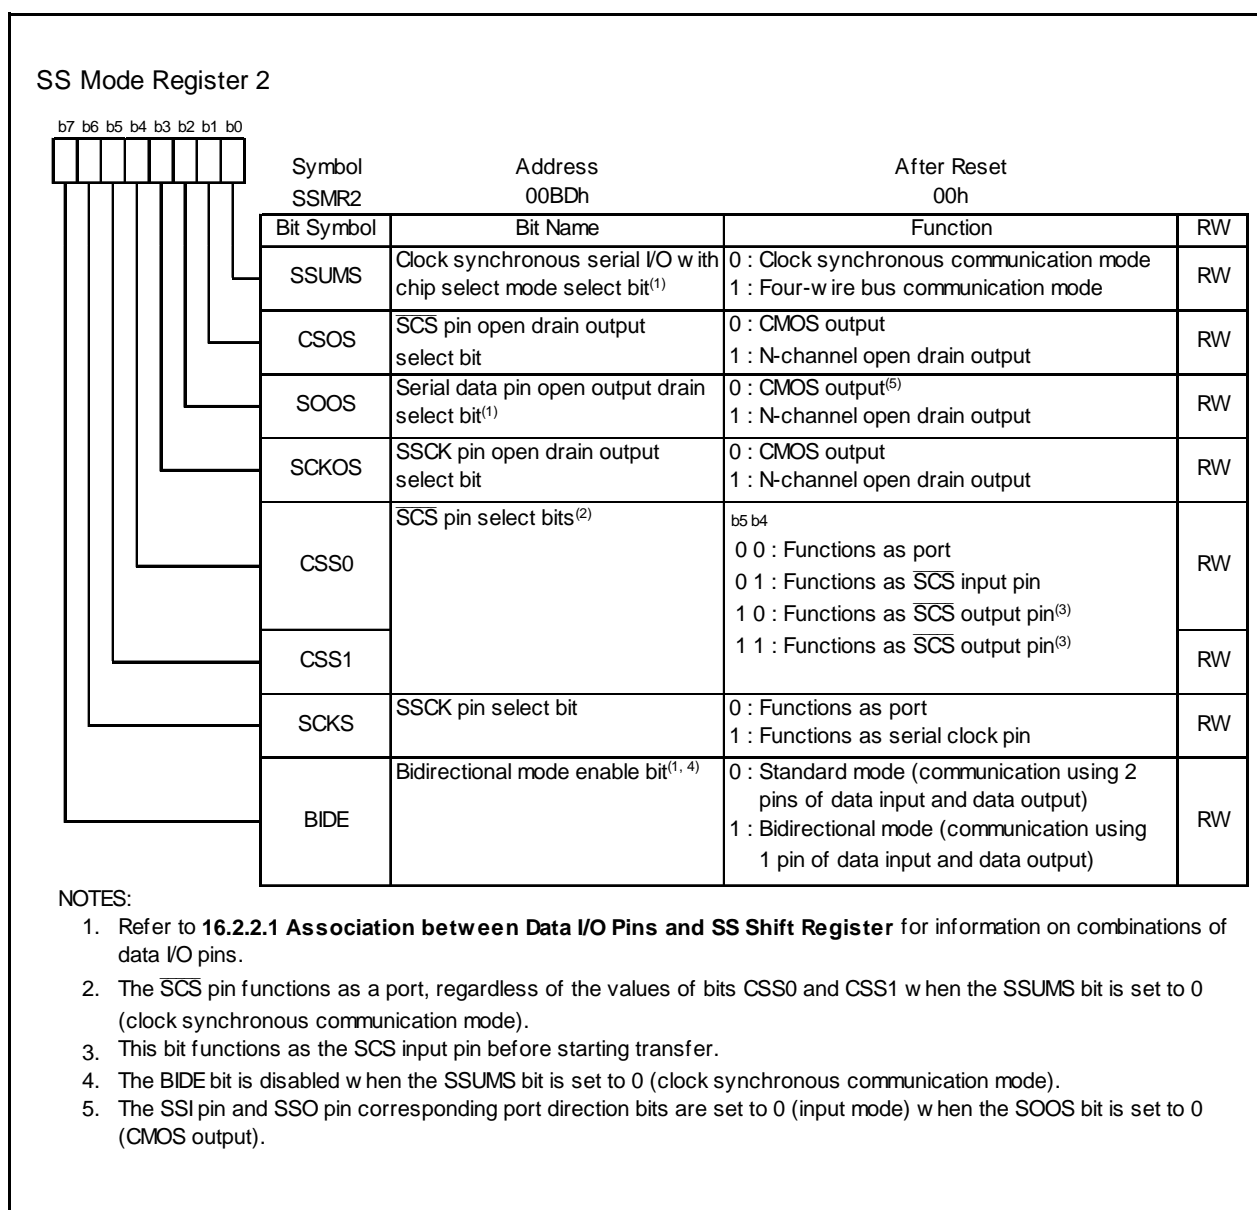 SS Mode Register 2
b7 b6 b5 b4 b3 b2 b1 b0
Symbol Address After Reset
SSMR2 00BDh 00h
Bit Symbol Bit Name Function RW
SSUMS Clock synchronous serial I/O with chip select mode select bit(1) 0 : Clock synchronous communication mode RW
1 : Four-wire bus communication mode
CSOS SCS pin open drain output select bit 0 : CMOS output RW
1 : N-channel open drain output
SOOS Serial data pin open output drain select bit(1) 0 : CMOS output(5) RW
1 : N-channel open drain output
SCKOS SSCK pin open drain output select bit 0 : CMOS output RW
1 : N-channel open drain output
CSS0 SCS pin select bits(2) b5 b4 RW
0 0 : Functions as port
0 1 : Functions as SCS input pin
1 0 : Functions as SCS output pin(3)
1 1 : Functions as SCS output pin(3)
CSS1 RW
SCKS SSCK pin select bit 0 : Functions as port RW
1 : Functions as serial clock pin
BIDE Bidirectional mode enable bit(1, 4) 0 : Standard mode (communication using 2 RW
pins of data input and data output)
1 : Bidirectional mode (communication using
1 pin of data input and data output)
NOTES:
1. Refer to 16.2.2.1 Association between Data I/O Pins and SS Shift Register for information on combinations of
data I/O pins.
2. The SCS pin functions as a port, regardless of the values of bits CSS0 and CSS1 when the SSUMS bit is set to 0
(clock synchronous communication mode).
3. This bit functions as the SCS input pin before starting transfer.
4. The BIDE bit is disabled when the SSUMS bit is set to 0 (clock synchronous communication mode).
5. The SSI pin and SSO pin corresponding port direction bits are set to 0 (input mode) when the SOOS bit is set to 0
(CMOS output).